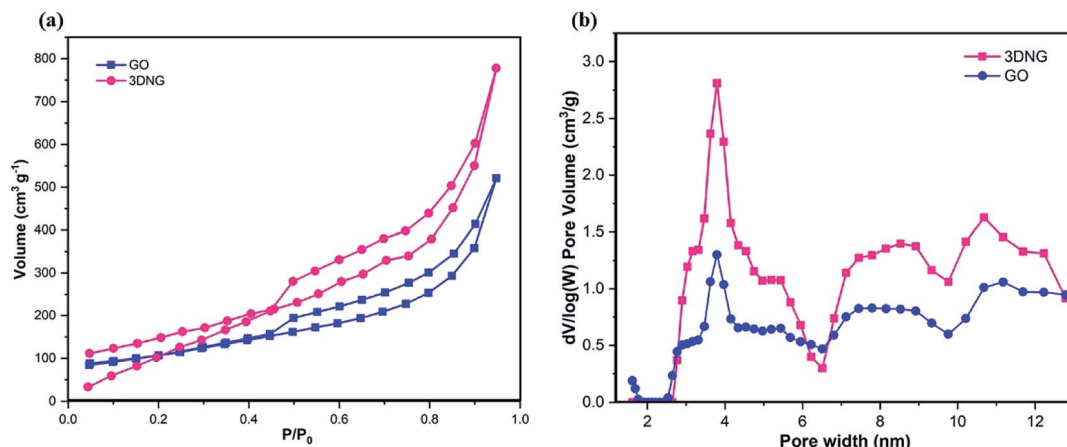 (a)
800
700
600
500
400
300
200
100
0
Volume (cm³ g⁻¹)
GO
3DNG
0.0 0.2 0.4 0.6 0.8 1.0
P/P₀
(b)
3.0
2.5
2.0
1.5
1.0
0.5
0.0
dV/log(W) Pore Volume (cm³/g)
3DNG
GO
2 4 6 8 10 12
Pore width (nm)